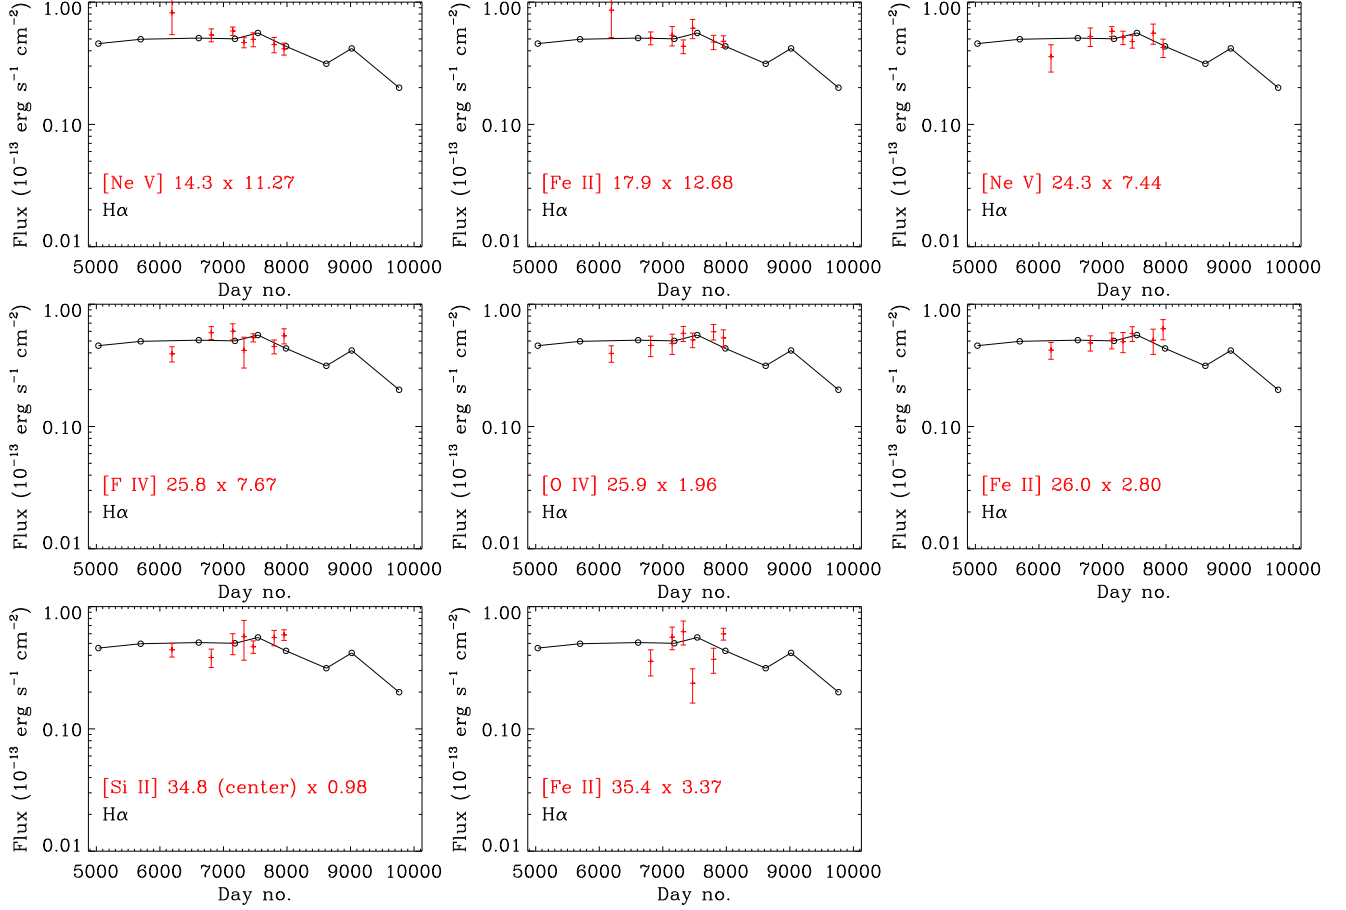 1.00
0.10
0.01
Flux (10⁻¹³ erg s⁻¹ cm⁻²)
[Ne V] 14.3 x 11.27
Hα
5000 6000 7000 8000 9000 10000
Day no.
1.00
0.10
0.01
Flux (10⁻¹³ erg s⁻¹ cm⁻²)
[Fe II] 17.9 x 12.68
Hα
5000 6000 7000 8000 9000 10000
Day no.
1.00
0.10
0.01
Flux (10⁻¹³ erg s⁻¹ cm⁻²)
[Ne V] 24.3 x 7.44
Hα
5000 6000 7000 8000 9000 10000
Day no.
1.00
0.10
0.01
Flux (10⁻¹³ erg s⁻¹ cm⁻²)
[F IV] 25.8 x 7.67
Hα
5000 6000 7000 8000 9000 10000
Day no.
1.00
0.10
0.01
Flux (10⁻¹³ erg s⁻¹ cm⁻²)
[O IV] 25.9 x 1.96
Hα
5000 6000 7000 8000 9000 10000
Day no.
1.00
0.10
0.01
Flux (10⁻¹³ erg s⁻¹ cm⁻²)
[Fe II] 26.0 x 2.80
Hα
5000 6000 7000 8000 9000 10000
Day no.
1.00
0.10
0.01
Flux (10⁻¹³ erg s⁻¹ cm⁻²)
[Si II] 34.8 (center) x 0.98
Hα
5000 6000 7000 8000 9000 10000
Day no.
1.00
0.10
0.01
Flux (10⁻¹³ erg s⁻¹ cm⁻²)
[Fe II] 35.4 x 3.37
Hα
5000 6000 7000 8000 9000 10000
Day no.